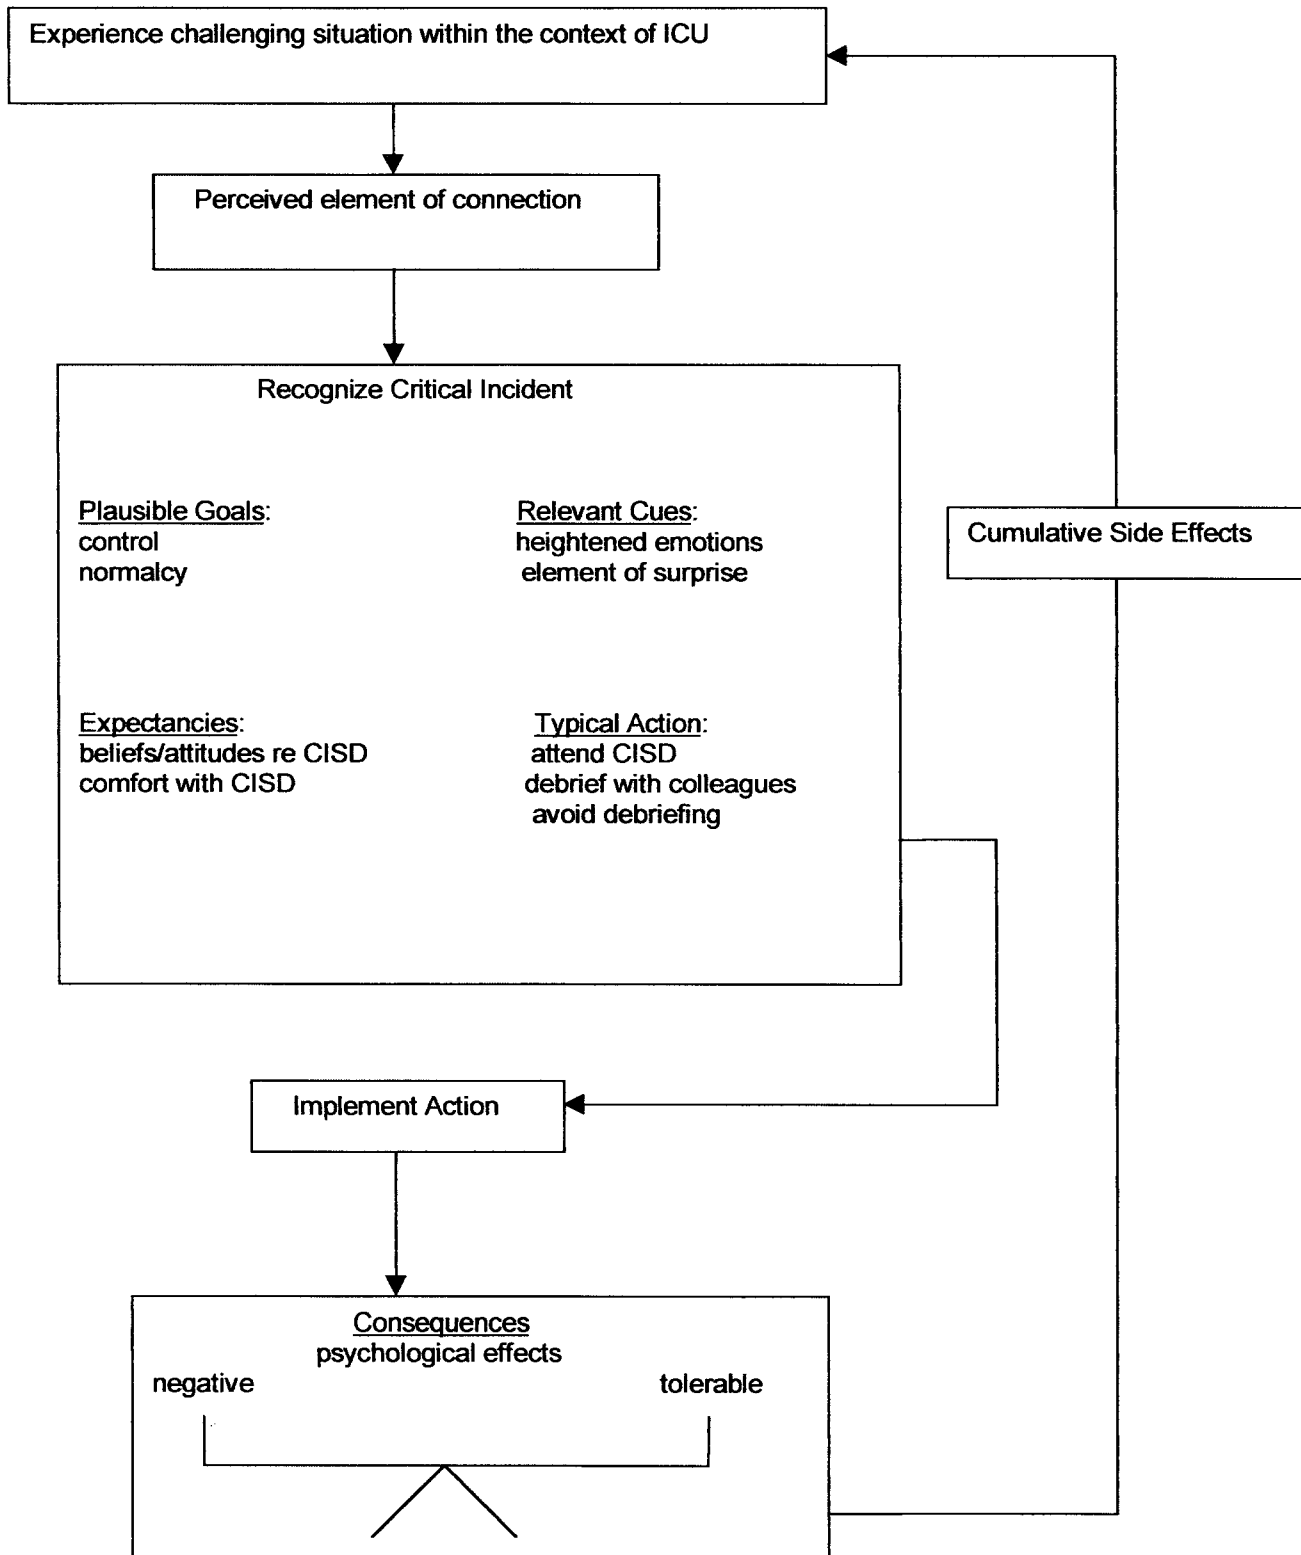 Experience challenging situation within the context of ICU
Perceived element of connection
Recognize Critical Incident
Plausible Goals:
control
normalcy
Relevant Cues:
heightened emotions
element of surprise
Expectancies:
beliefs/attitudes re CISD
comfort with CISD
Typical Action:
attend CISD
debrief with colleagues
avoid debriefing
Cumulative Side Effects
Implement Action
Consequences
psychological effects
negative
tolerable